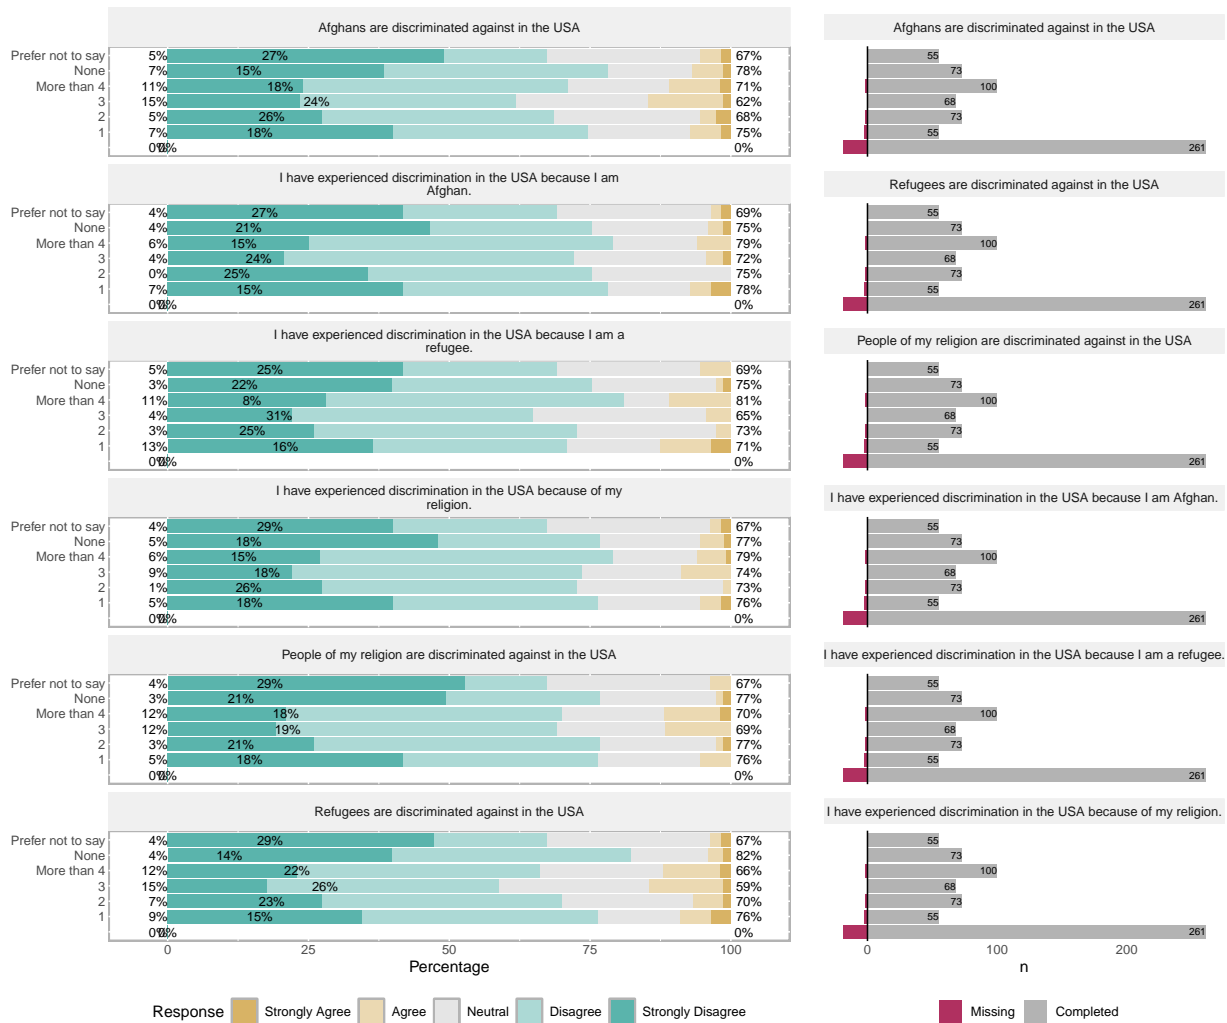 Afghans are discriminated against in the USA
Prefer not to say 5% 27% 67%
None 7% 15% 78%
More than 4 11% 18% 71%
3 15% 24% 62%
2 5% 26% 68%
1 7% 18% 75%
0% 0% 0%
I have experienced discrimination in the USA because I am
Afghan.
Prefer not to say 4% 27% 69%
None 4% 21% 75%
More than 4 6% 15% 79%
3 4% 24% 72%
2 0% 25% 75%
1 7% 15% 78%
0% 0% 0%
I have experienced discrimination in the USA because I am a
refugee.
Prefer not to say 5% 25% 69%
None 3% 22% 75%
More than 4 11% 8% 81%
3 4% 31% 65%
2 3% 25% 73%
1 13% 16% 71%
0% 0% 0%
I have experienced discrimination in the USA because of my
religion.
Prefer not to say 4% 29% 67%
None 5% 18% 77%
More than 4 6% 15% 79%
3 9% 18% 74%
2 1% 26% 73%
1 5% 18% 76%
0% 0% 0%
People of my religion are discriminated against in the USA
Prefer not to say 4% 29% 67%
None 3% 21% 77%
More than 4 12% 18% 70%
3 12% 19% 69%
2 3% 21% 77%
1 5% 18% 76%
0% 0% 0%
Refugees are discriminated against in the USA
Prefer not to say 4% 29% 67%
None 4% 14% 82%
More than 4 12% 22% 66%
3 15% 26% 59%
2 7% 23% 70%
1 9% 15% 76%
0% 0% 0%
0 25 50 75 100
Percentage
Response Strongly Agree Agree Neutral Disagree Strongly Disagree
Afghans are discriminated against in the USA
55
73
100
68
73
55
261
Refugees are discriminated against in the USA
55
73
100
68
73
55
261
People of my religion are discriminated against in the USA
55
73
100
68
73
55
261
I have experienced discrimination in the USA because I am Afghan.
55
73
100
68
73
55
261
I have experienced discrimination in the USA because I am a refugee.
55
73
100
68
73
55
261
I have experienced discrimination in the USA because of my religion.
55
73
100
68
73
55
261
0 100 200
n
Missing Completed